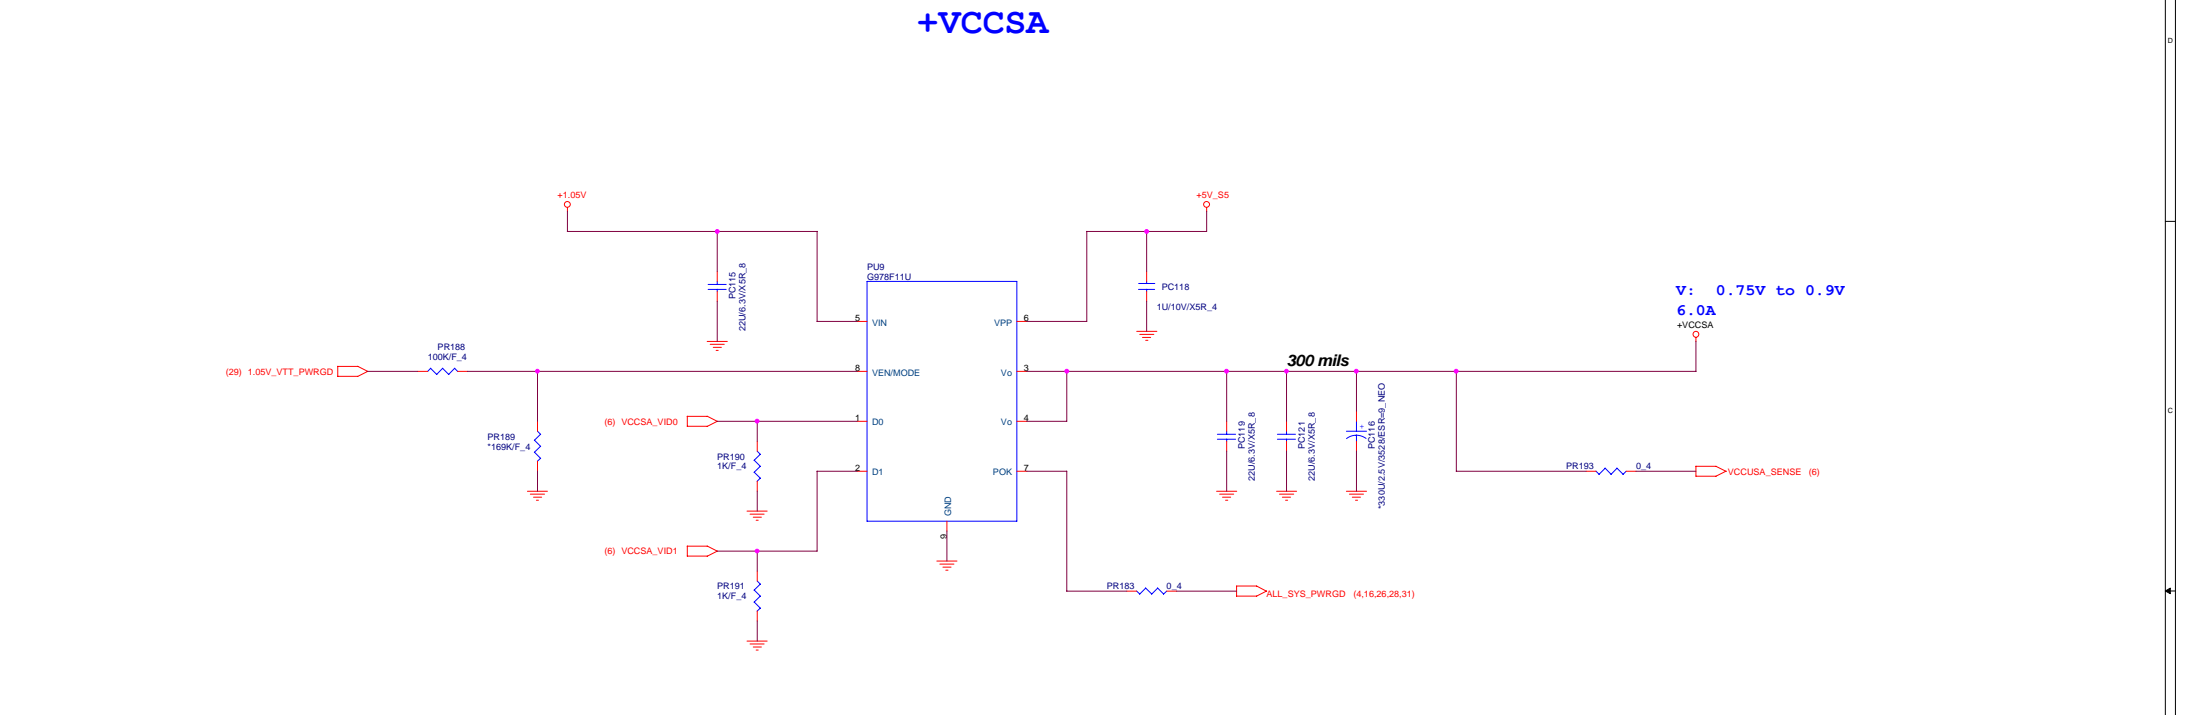 +VCCSA
D
+1.05V
+5V_S5
PC115
22U/6.3V/X5R_8
PU9
G978F11U
PC118
1U/10V/X5R_4
V: 0.75V to 0.9V
6.0A
+VCCSA
5 VIN
VPP 6
PR188
100K/F_4
300 mils
(29) 1.05V_VTT_PWRGD
8 VEN/MODE
Vo 3
(6) VCCSA_VID0
1 D0
Vo 4
PC119
22U/6.3V/X5R_8
PC121
22U/6.3V/X5R_8
+
PC116
*330U/2.5V/3528/ESR=9_NEO
C
PR189
*169K/F_4
PR190
1K/F_4
2 D1
POK 7
PR193 0_4
VCCUSA_SENSE (6)
GND
9
(6) VCCSA_VID1
PR191
1K/F_4
PR183 0_4
ALL_SYS_PWRGD (4,16,26,28,31)